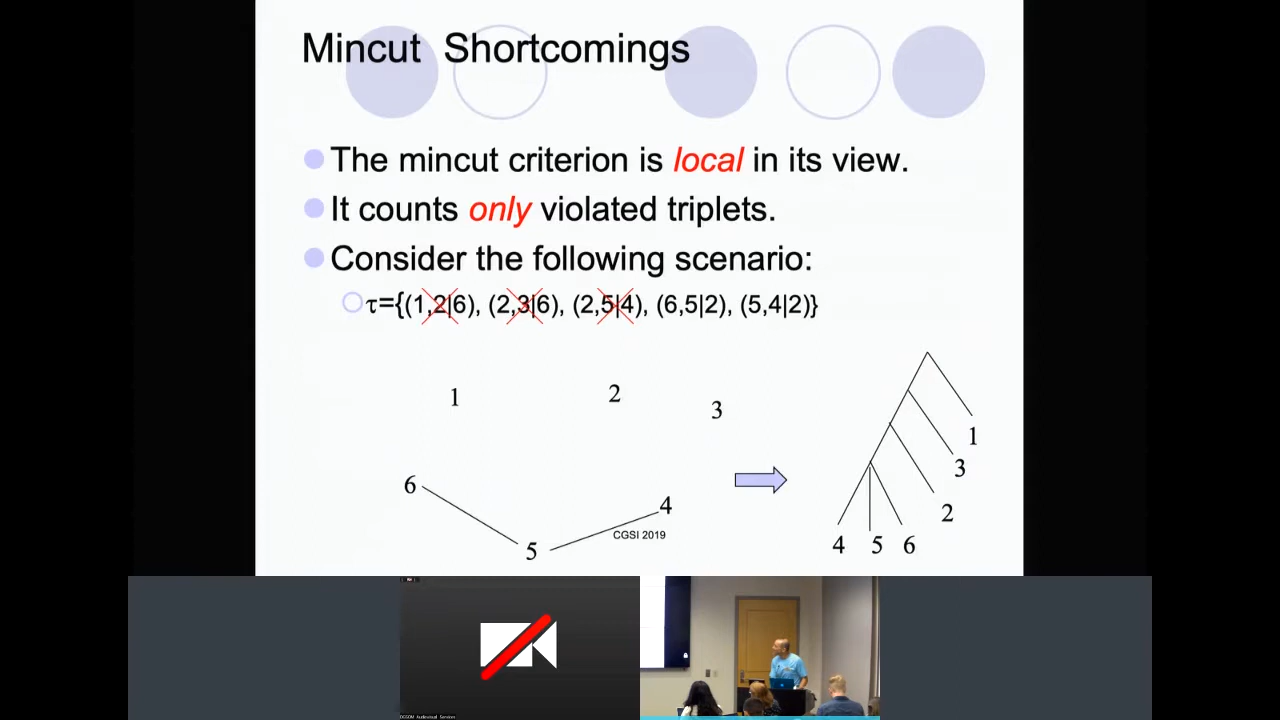 Mincut Shortcomings
The mincut criterion is local in its view.
It counts only violated triplets.
Consider the following scenario:
τ={(1,2|6), (2,3|6), (2,5|4), (6,5|2), (5,4|2)}
1
2
3
6
4
5
CGSI 2019
1
3
2
4 5 6